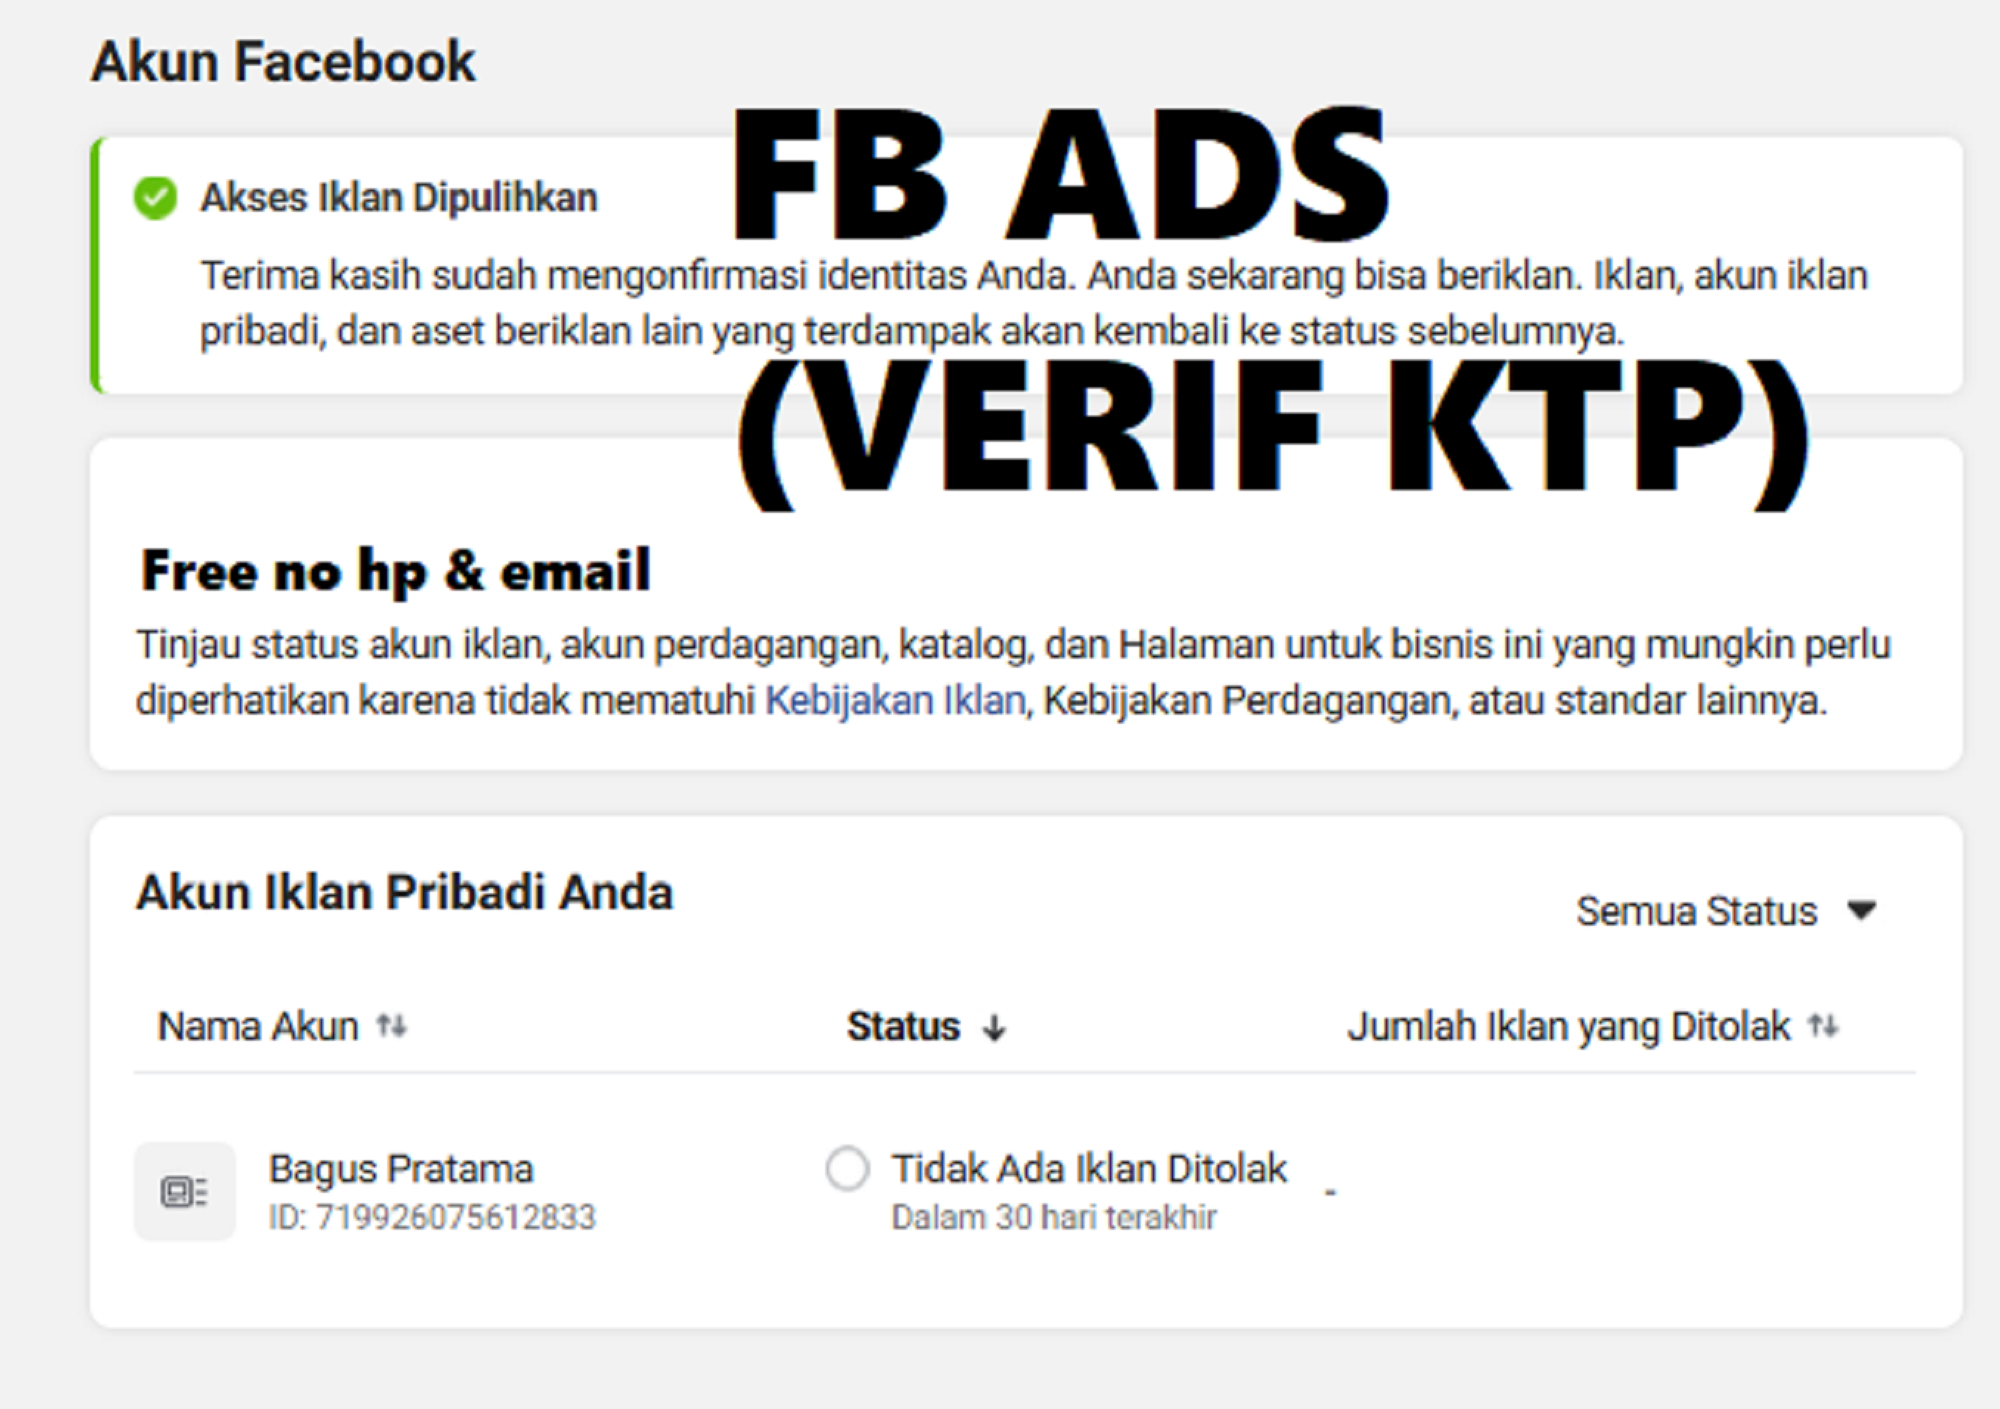 Akun Facebook
FB ADS
Akses Iklan Dipulihkan
Terima kasih sudah mengonfirmasi identitas Anda. Anda sekarang bisa beriklan. Iklan, akun iklan
pribadi, dan aset beriklan lain yang terdampak akan kembali ke status sebelumnya.
(VERIF KTP)
Free no hp & email
Tinjau status akun iklan, akun perdagangan, katalog, dan Halaman untuk bisnis ini yang mungkin perlu
diperhatikan karena tidak mematuhi Kebijakan Iklan, Kebijakan Perdagangan, atau standar lainnya.
Akun Iklan Pribadi Anda
Semua Status
Nama Akun Status Jumlah Iklan yang Ditolak
Bagus Pratama Tidak Ada Iklan Ditolak -
ID: 719926075612833 Dalam 30 hari terakhir